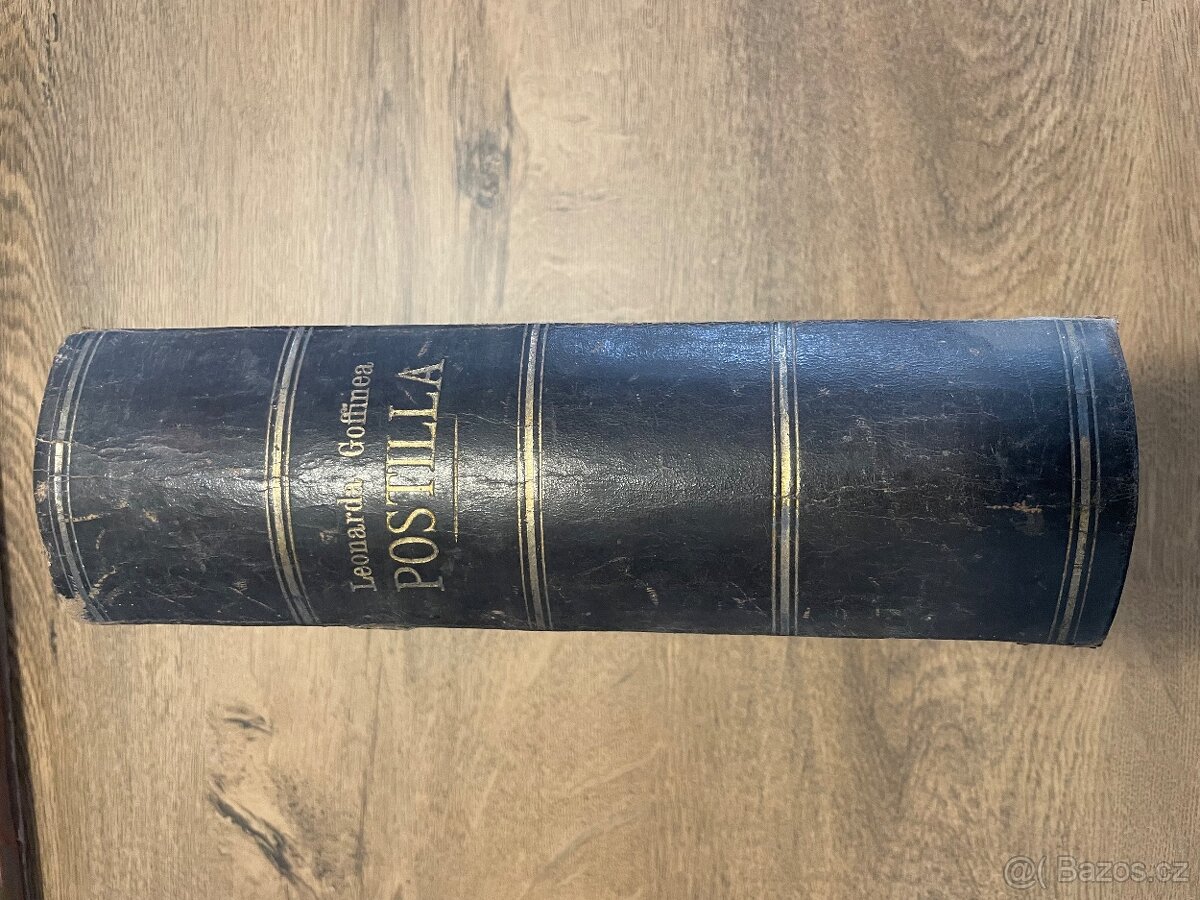 Leonarda Goffinea
POSTILLA
@( Bazos.cz